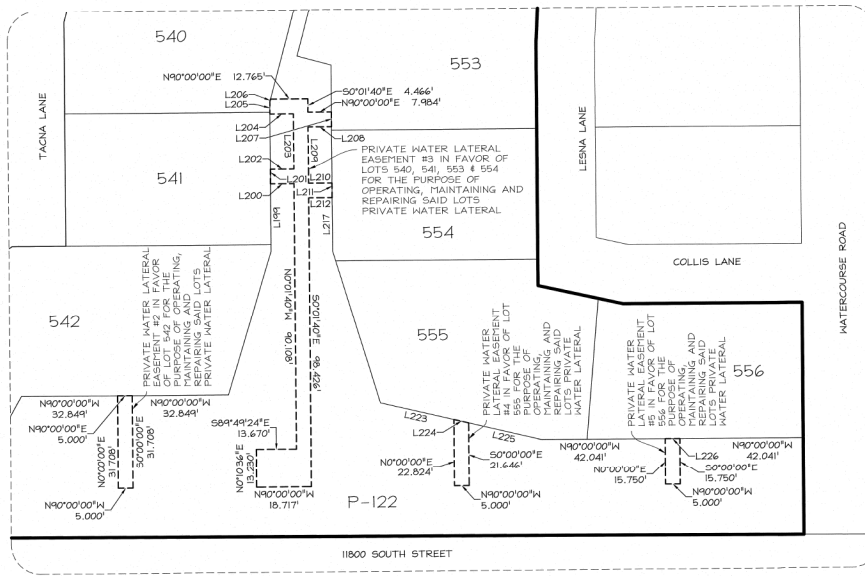 540
553
N90°00'00"E 12.765'
S0°01'40"E 4.466'
N90°00'00"E 7.984'
L206
L205
L204
L207
L208
L203
L209
L202
L201
L210
L200
L211
L212
L199
L217
TACNA LANE
LESNA LANE
541
PRIVATE WATER LATERAL
EASEMENT #3 IN FAVOR OF
LOTS 540, 541, 553 & 554
FOR THE PURPOSE OF
OPERATING, MAINTAINING AND
REPAIRING SAID LOTS
PRIVATE WATER LATERAL
554
COLLIS LANE
WATERCOURSE ROAD
542
PRIVATE WATER LATERAL
EASEMENT #2 IN FAVOR
OF LOT 542 FOR THE
PURPOSE OF OPERATING,
MAINTAINING AND
REPAIRING SAID LOTS
PRIVATE WATER LATERAL
N0°01'40"W 90.108'
S0°01'40"E 98.426'
555
PRIVATE WATER
LATERAL EASEMENT
#4 IN FAVOR OF LOT
555 FOR THE
PURPOSE OF
OPERATING,
MAINTAINING AND
REPAIRING SAID
LOTS PRIVATE
WATER LATERAL
PRIVATE WATER
LATERAL EASEMENT
#5 IN FAVOR OF LOT
556 FOR THE
PURPOSE OF
OPERATING,
MAINTAINING AND
REPAIRING SAID
LOTS PRIVATE
WATER LATERAL
556
N90°00'00"W
32.849'
N90°00'00"W
32.849'
N90°00'00"E
5.000'
N0°00'00"E
31.708'
S0°00'00"E
31.708'
N90°00'00"W
5.000'
S89°49'24"E
13.670'
N0°10'36"E
13.230'
N90°00'00"W
18.717'
P-122
L223
L224
L225
N0°00'00"E
22.824'
S0°00'00"E
21.646'
N90°00'00"W
5.000'
N90°00'00"W
42.041'
L226
N90°00'00"W
42.041'
N0°00'00"E
15.750'
S0°00'00"E
15.750'
N90°00'00"W
5.000'
11800 SOUTH STREET